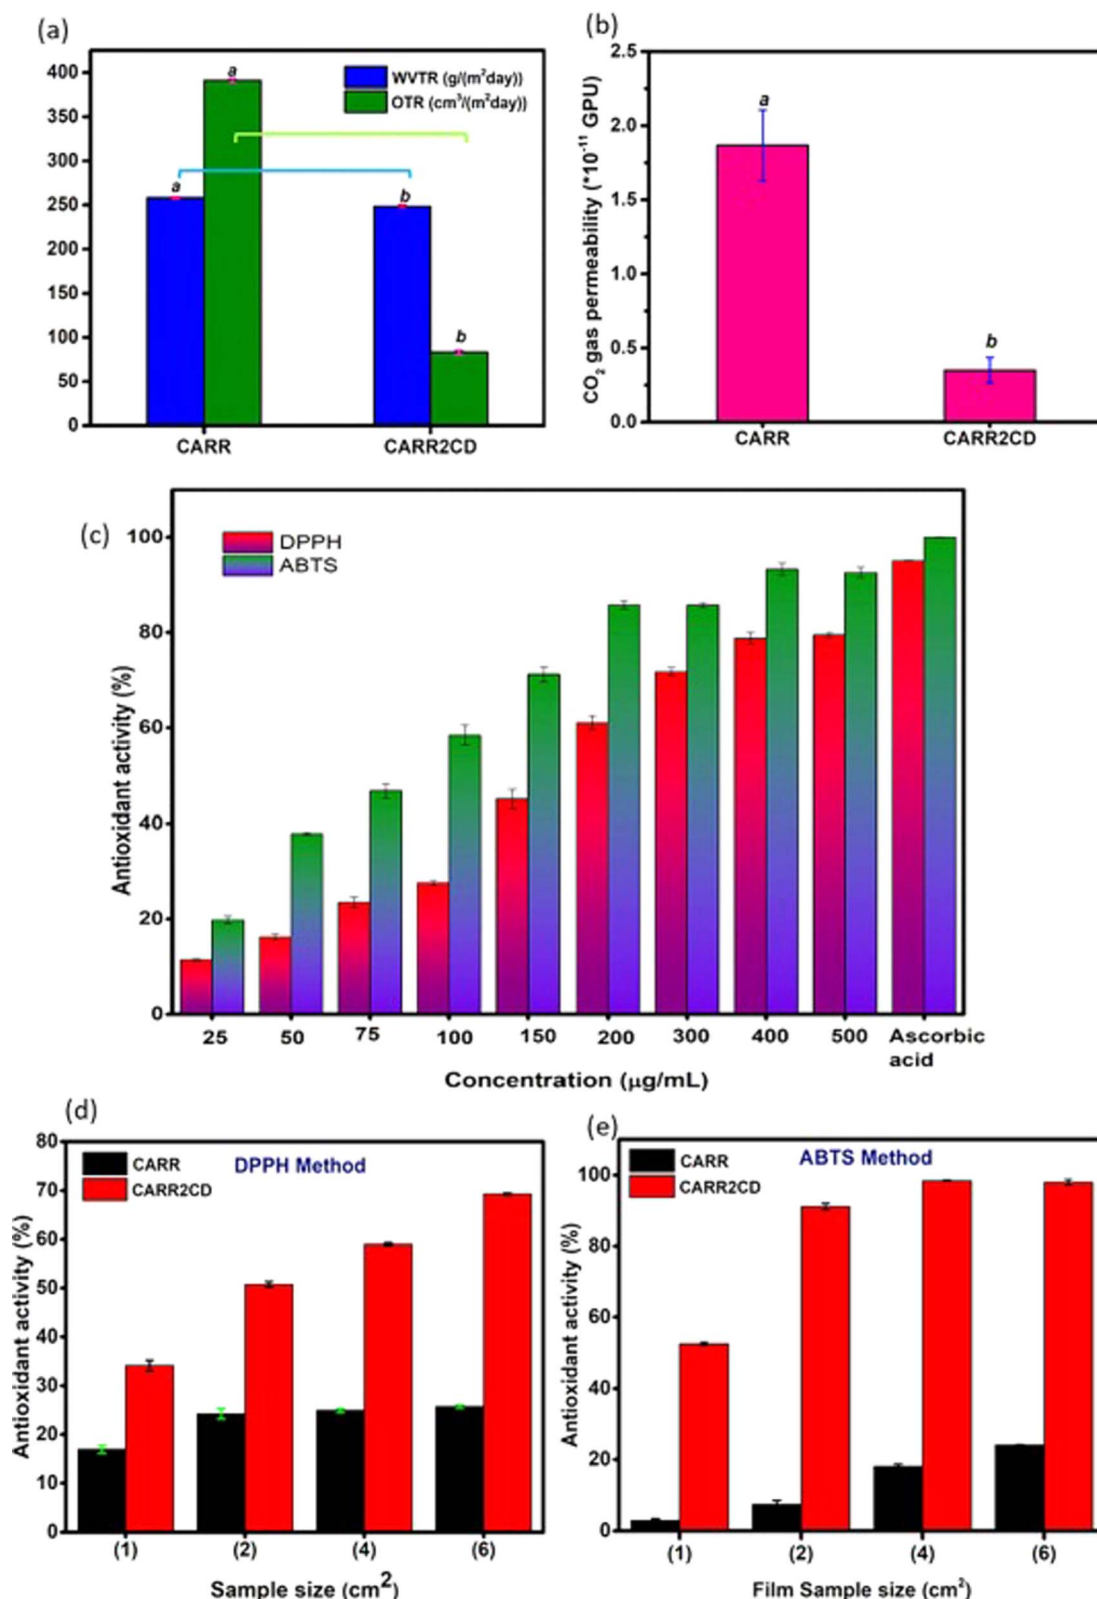 (a)
WVTR (g/(m²day))
OTR (cm³/(m²day))
400
350
300
250
200
150
100
50
0
a
a
b
b
CARR
CARR2CD
(b)
CO₂ gas permeability (*10⁻¹¹ GPU)
2.5
2.0
1.5
1.0
0.5
0.0
a
b
CARR
CARR2CD
(c)
DPPH
ABTS
Antioxidant activity (%)
100
80
60
40
20
0
25 50 75 100 150 200 300 400 500 Ascorbic
acid
Concentration (μg/mL)
(d)
DPPH Method
CARR
CARR2CD
Antioxidant activity (%)
80
70
60
50
40
30
20
10
0
(1) (2) (4) (6)
Sample size (cm²)
(e)
ABTS Method
CARR
CARR2CD
Antioxidant activity (%)
100
80
60
40
20
0
(1) (2) (4) (6)
Film Sample size (cm²)